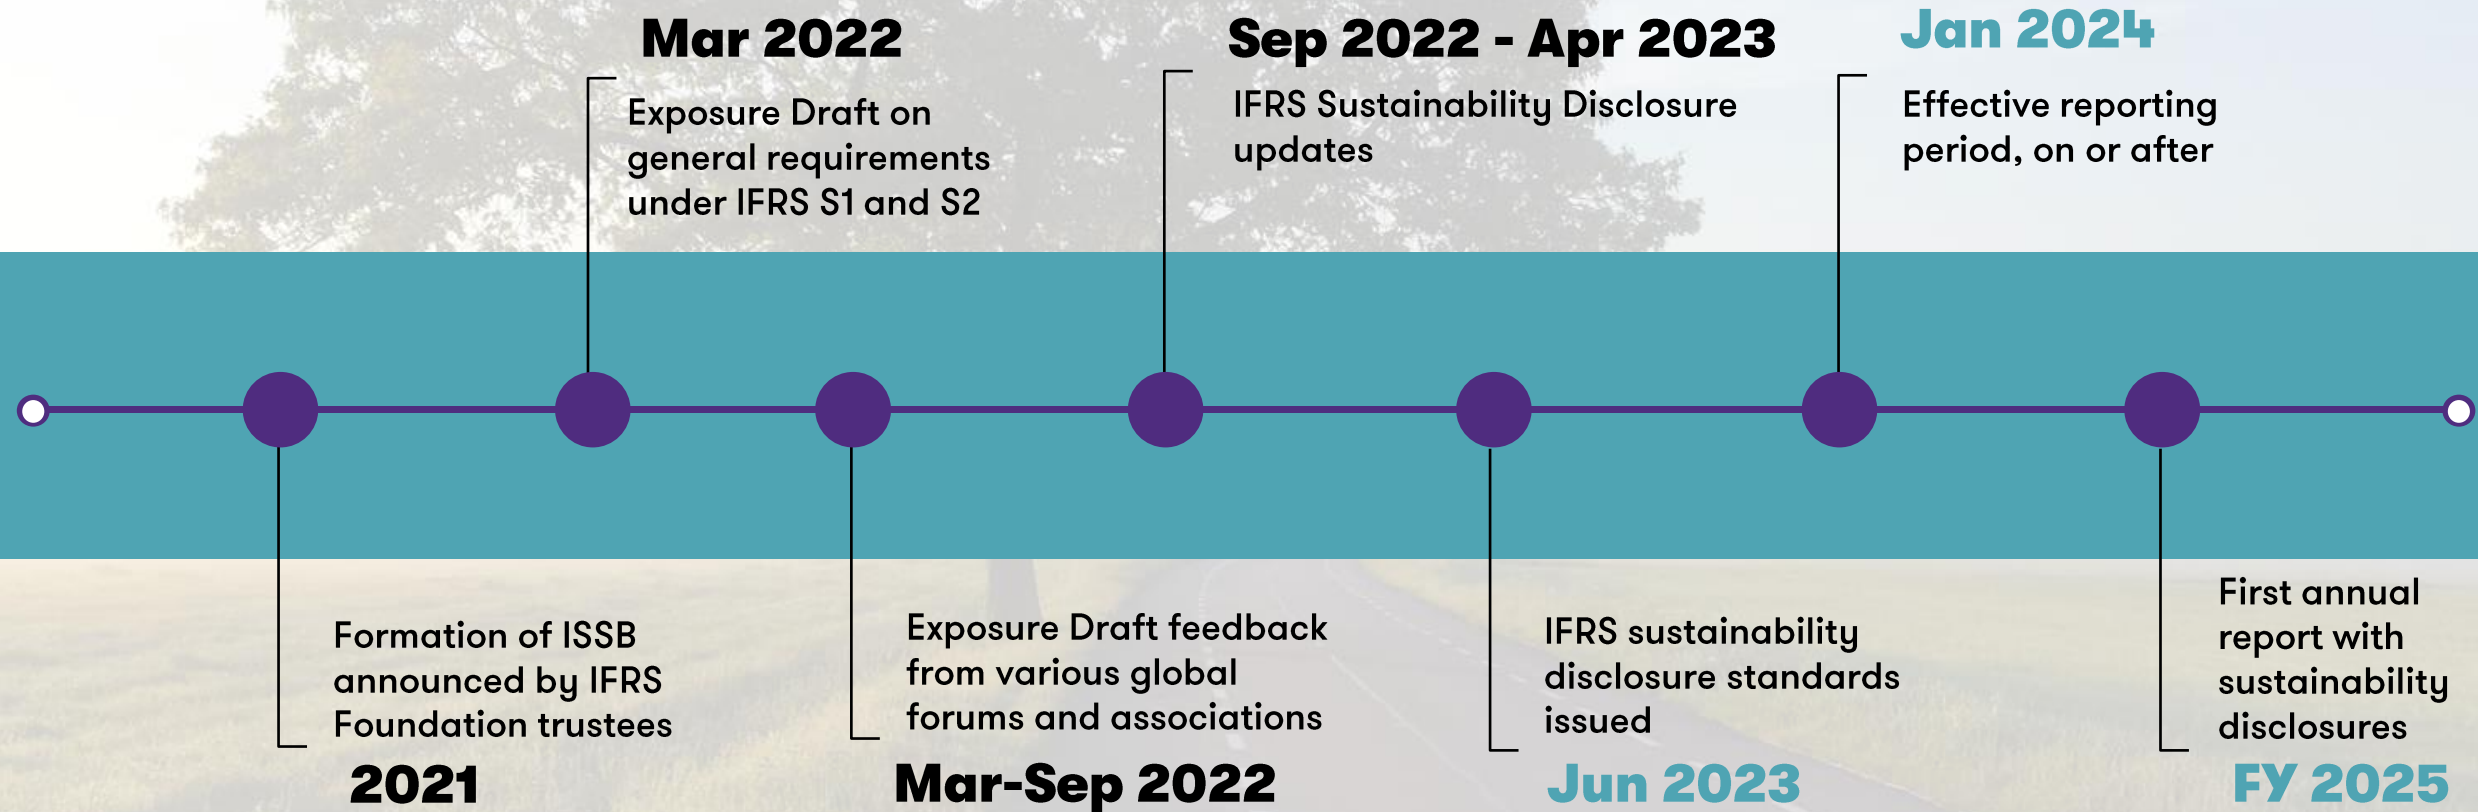 Mar 2022
Exposure Draft on
general requirements
under IFRS S1 and S2
Sep 2022 - Apr 2023
IFRS Sustainability Disclosure
updates
Jan 2024
Effective reporting
period, on or after
Formation of ISSB
announced by IFRS
Foundation trustees
2021
Exposure Draft feedback
from various global
forums and associations
Mar-Sep 2022
IFRS sustainability
disclosure standards
issued
Jun 2023
First annual
report with
sustainability
disclosures
FY 2025